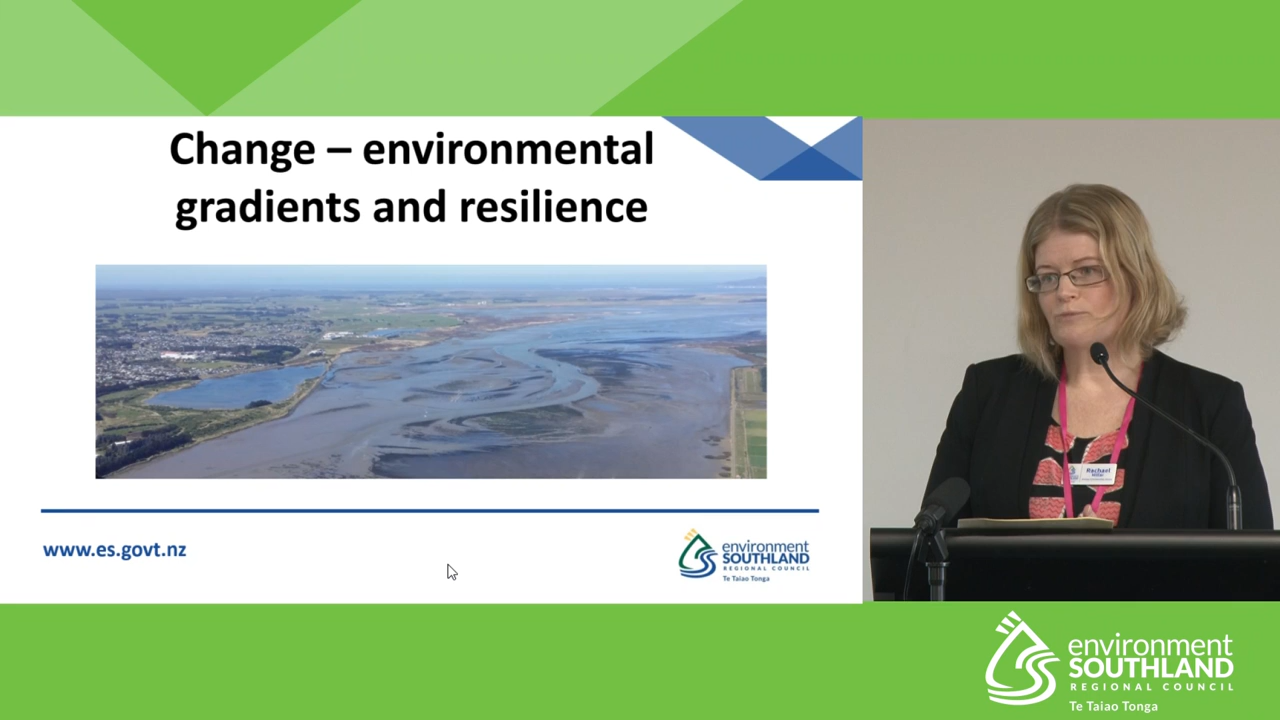 Change – environmental
gradients and resilience
www.es.govt.nz
environment
SOUTHLAND
REGIONAL COUNCIL
Te Taiao Tonga
Rachael
environment
SOUTHLAND
REGIONAL COUNCIL
Te Taiao Tonga